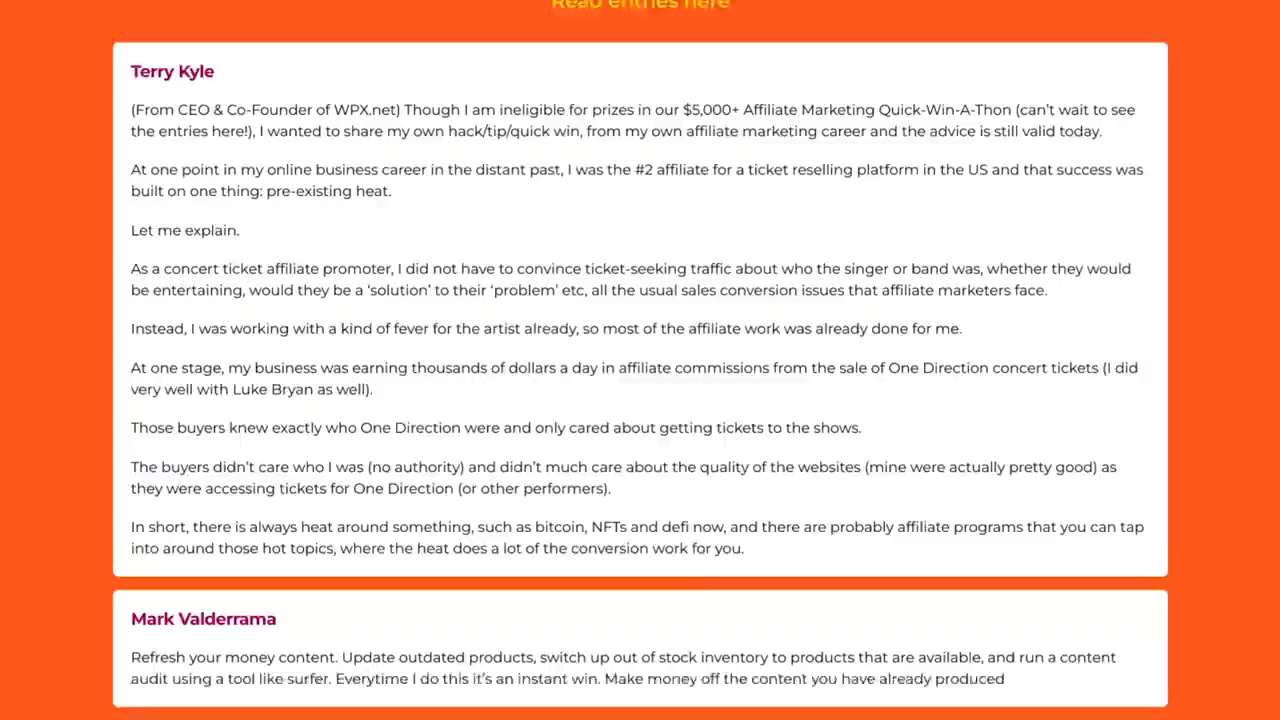 Read entries here
Terry Kyle
(From CEO & Co-Founder of WPX.net) Though I am ineligible for prizes in our $5,000+ Affiliate Marketing Quick-Win-A-Thon (can’t wait to see
the entries here!), I wanted to share my own hack/tip/quick win, from my own affiliate marketing career and the advice is still valid today.
At one point in my online business career in the distant past, I was the #2 affiliate for a ticket reselling platform in the US and that success was
built on one thing: pre-existing heat.
Let me explain.
As a concert ticket affiliate promoter, I did not have to convince ticket-seeking traffic about who the singer or band was, whether they would
be entertaining, would they be a ‘solution’ to their ‘problem’ etc, all the usual sales conversion issues that affiliate marketers face.
Instead, I was working with a kind of fever for the artist already, so most of the affiliate work was already done for me.
At one stage, my business was earning thousands of dollars a day in affiliate commissions from the sale of One Direction concert tickets (I did
very well with Luke Bryan as well).
Those buyers knew exactly who One Direction were and only cared about getting tickets to the shows.
The buyers didn’t care who I was (no authority) and didn’t much care about the quality of the websites (mine were actually pretty good) as
they were accessing tickets for One Direction (or other performers).
In short, there is always heat around something, such as bitcoin, NFTs and defi now, and there are probably affiliate programs that you can tap
into around those hot topics, where the heat does a lot of the conversion work for you.
Mark Valderrama
Refresh your money content. Update outdated products, switch up out of stock inventory to products that are available, and run a content
audit using a tool like surfer. Everytime I do this it’s an instant win. Make money off the content you have already produced